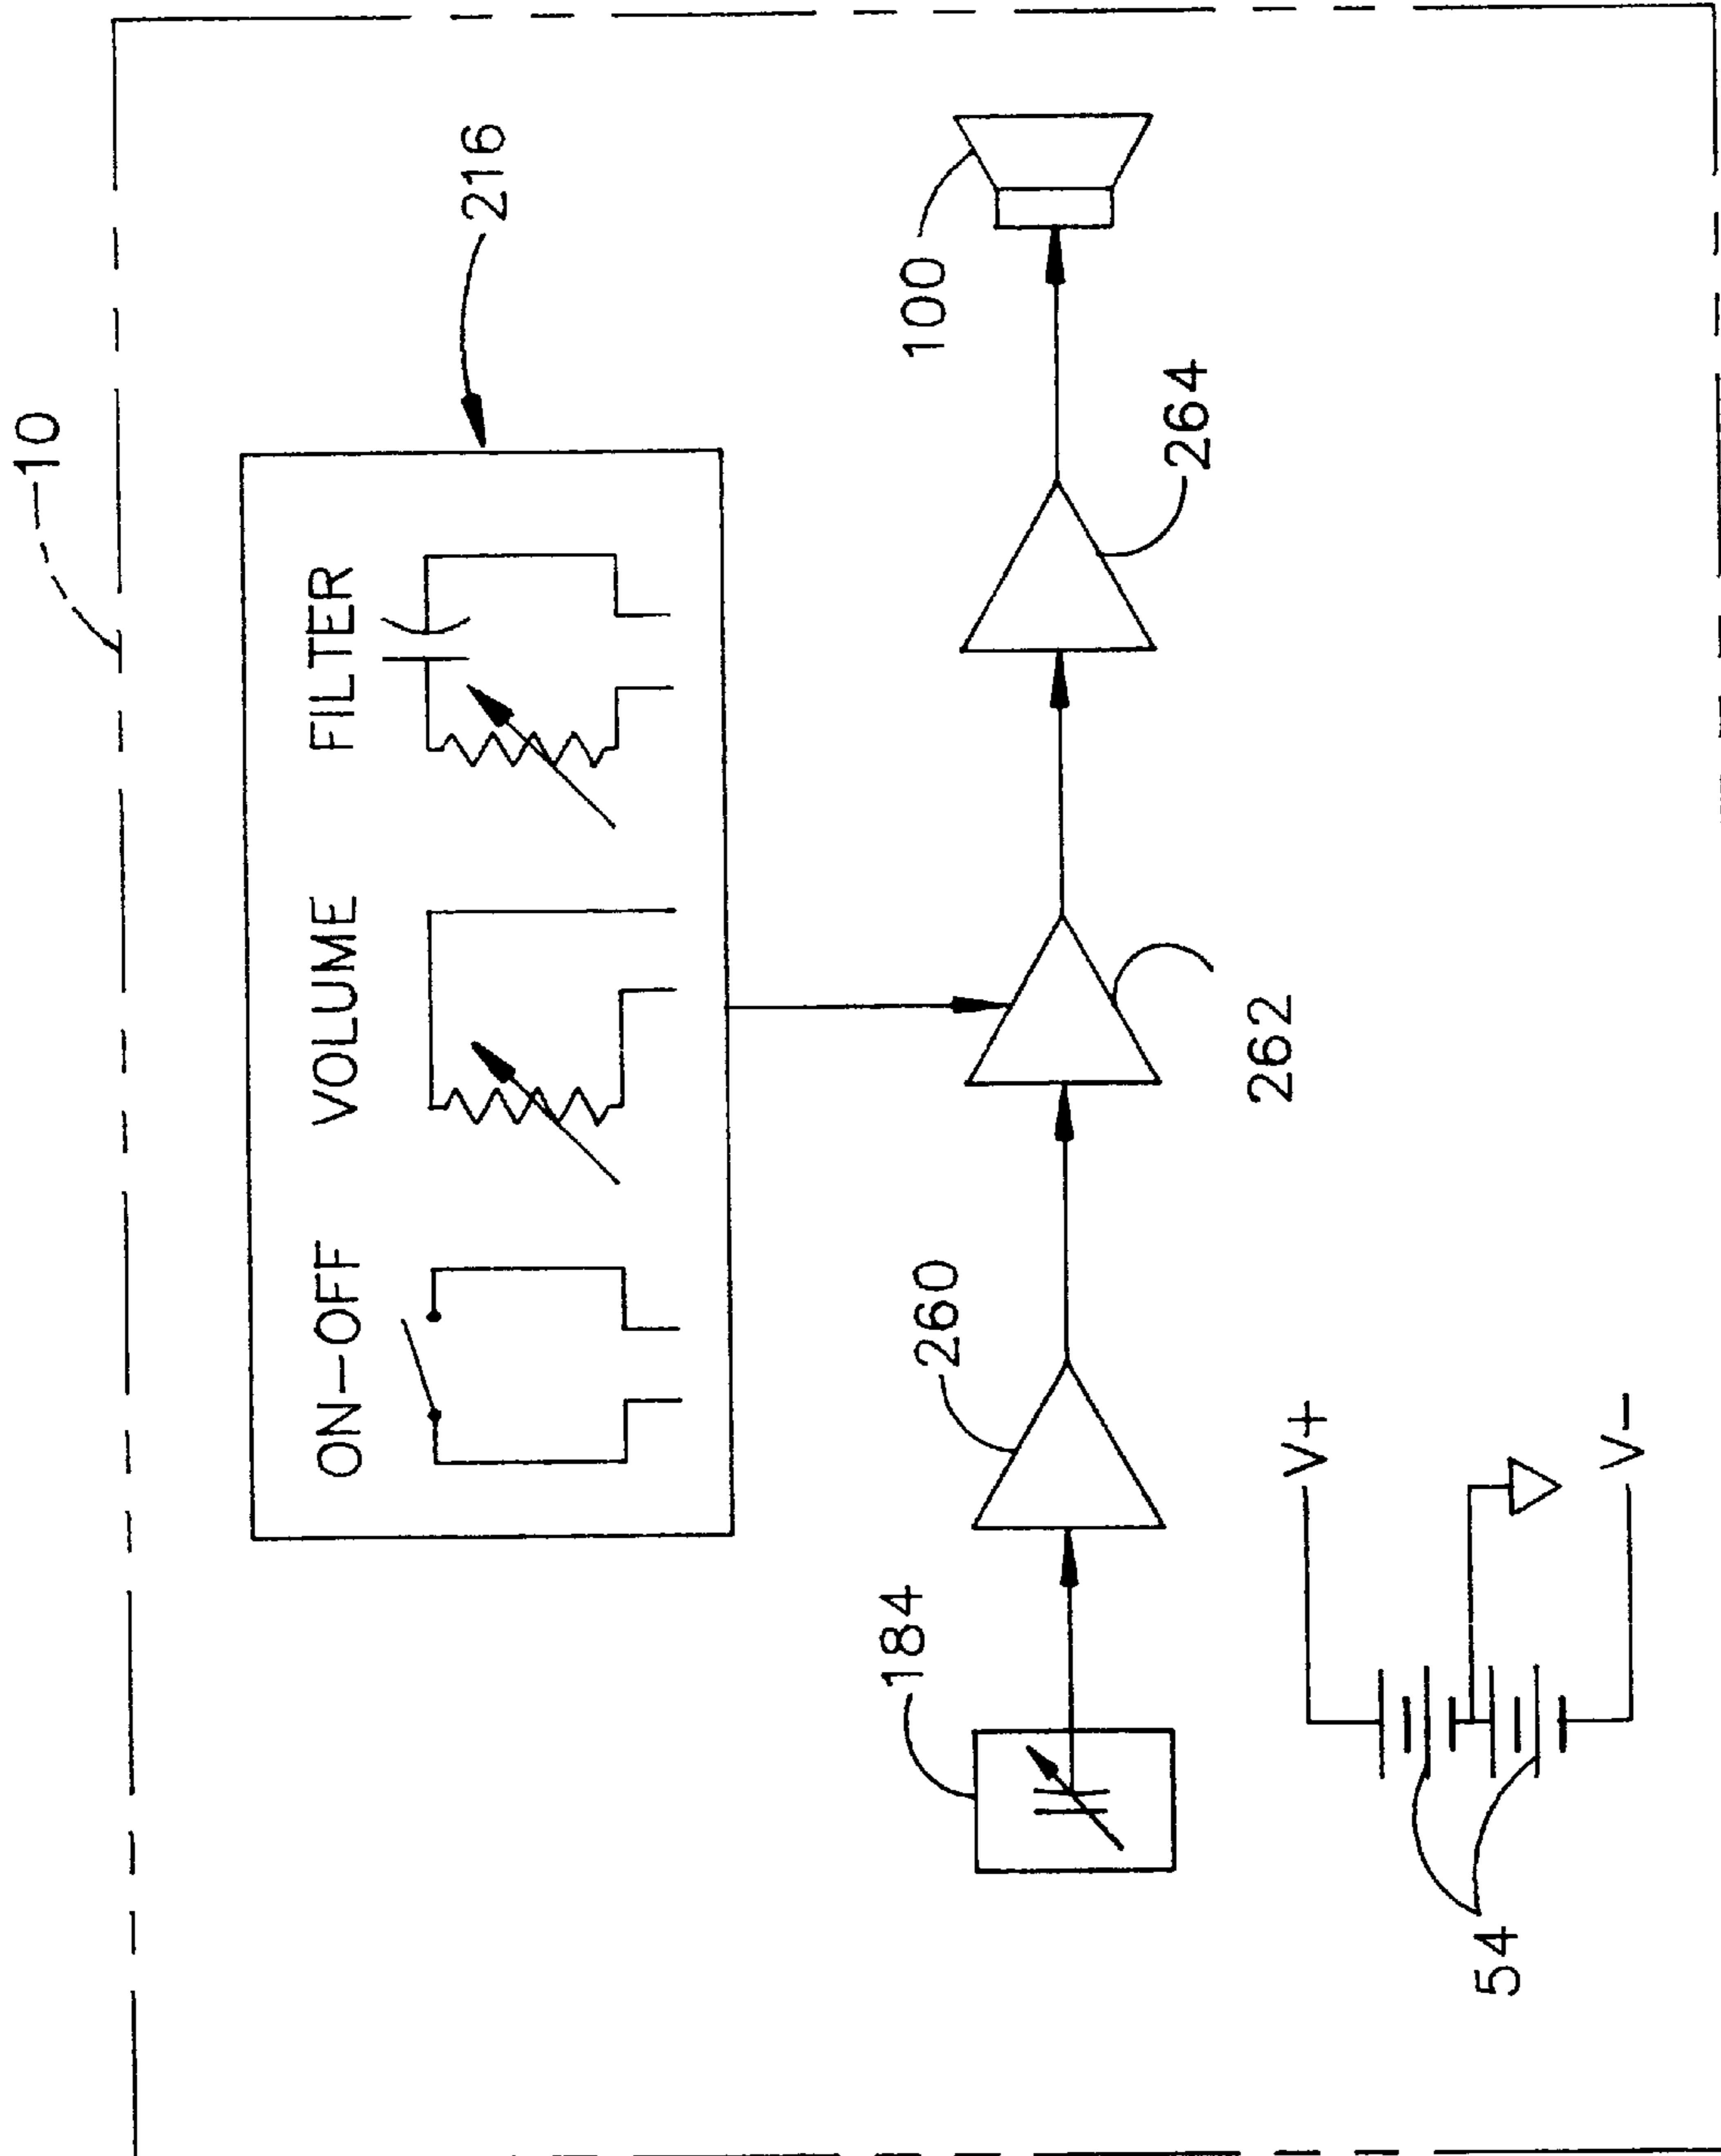 10
216
ON-OFF VOLUME FILTER
184
260
262
264
100
54
V+
V-